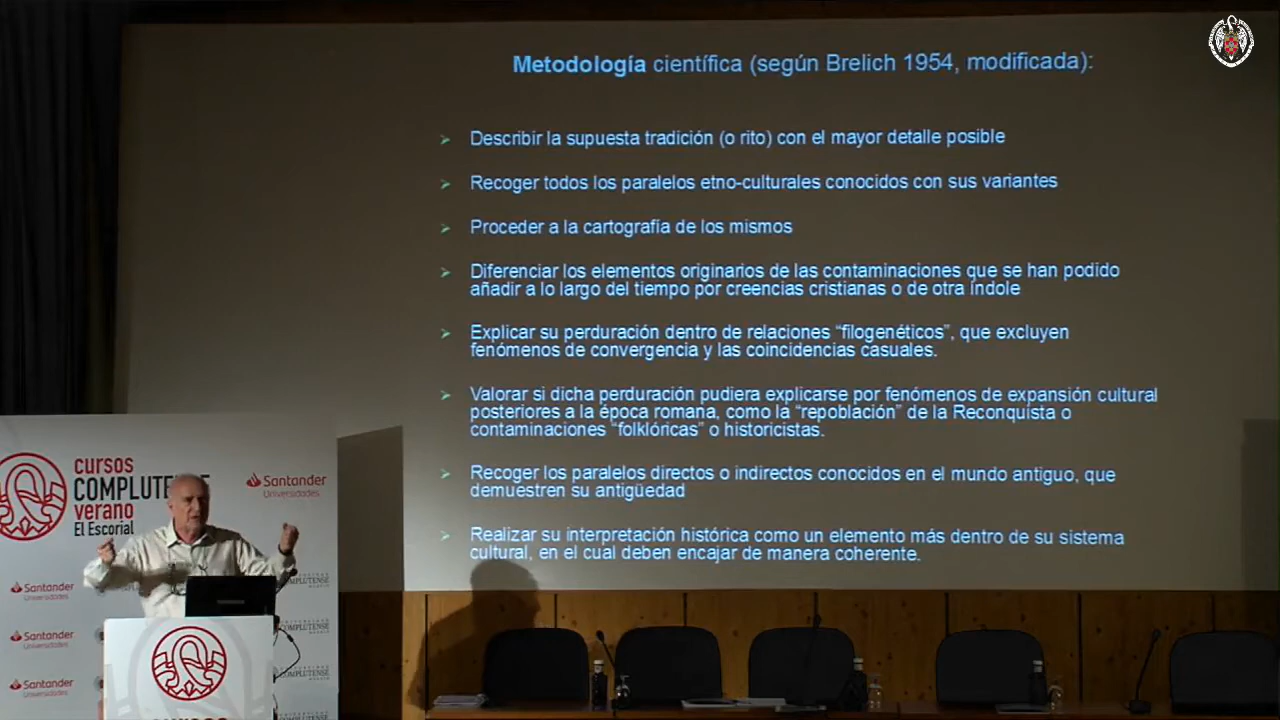 Metodología científica (según Brelich 1954, modificada):
➢ Describir la supuesta tradición (o rito) con el mayor detalle posible
➢ Recoger todos los paralelos etno-culturales conocidos con sus variantes
➢ Proceder a la cartografía de los mismos
➢ Diferenciar los elementos originarios de las contaminaciones que se han podido
añadir a lo largo del tiempo por creencias cristianas o de otra índole
➢ Explicar su perduración dentro de relaciones “filogenéticos”, que excluyen
fenómenos de convergencia y las coincidencias casuales.
➢ Valorar si dicha perduración pudiera explicarse por fenómenos de expansión cultural
posteriores a la época romana, como la “repoblación” de la Reconquista o
contaminaciones “folklóricas” o historicistas.
➢ Recoger los paralelos directos o indirectos conocidos en el mundo antiguo, que
demuestren su antigüedad
➢ Realizar su interpretación histórica como un elemento más dentro de su sistema
cultural, en el cual deben encajar de manera coherente.
cursos
verano
El Escorial
Santander
Universidades
Santander
Universidades
Santander
Universidades
Santander
Universidades
COMPLUTENSE
COMPLUTENSE